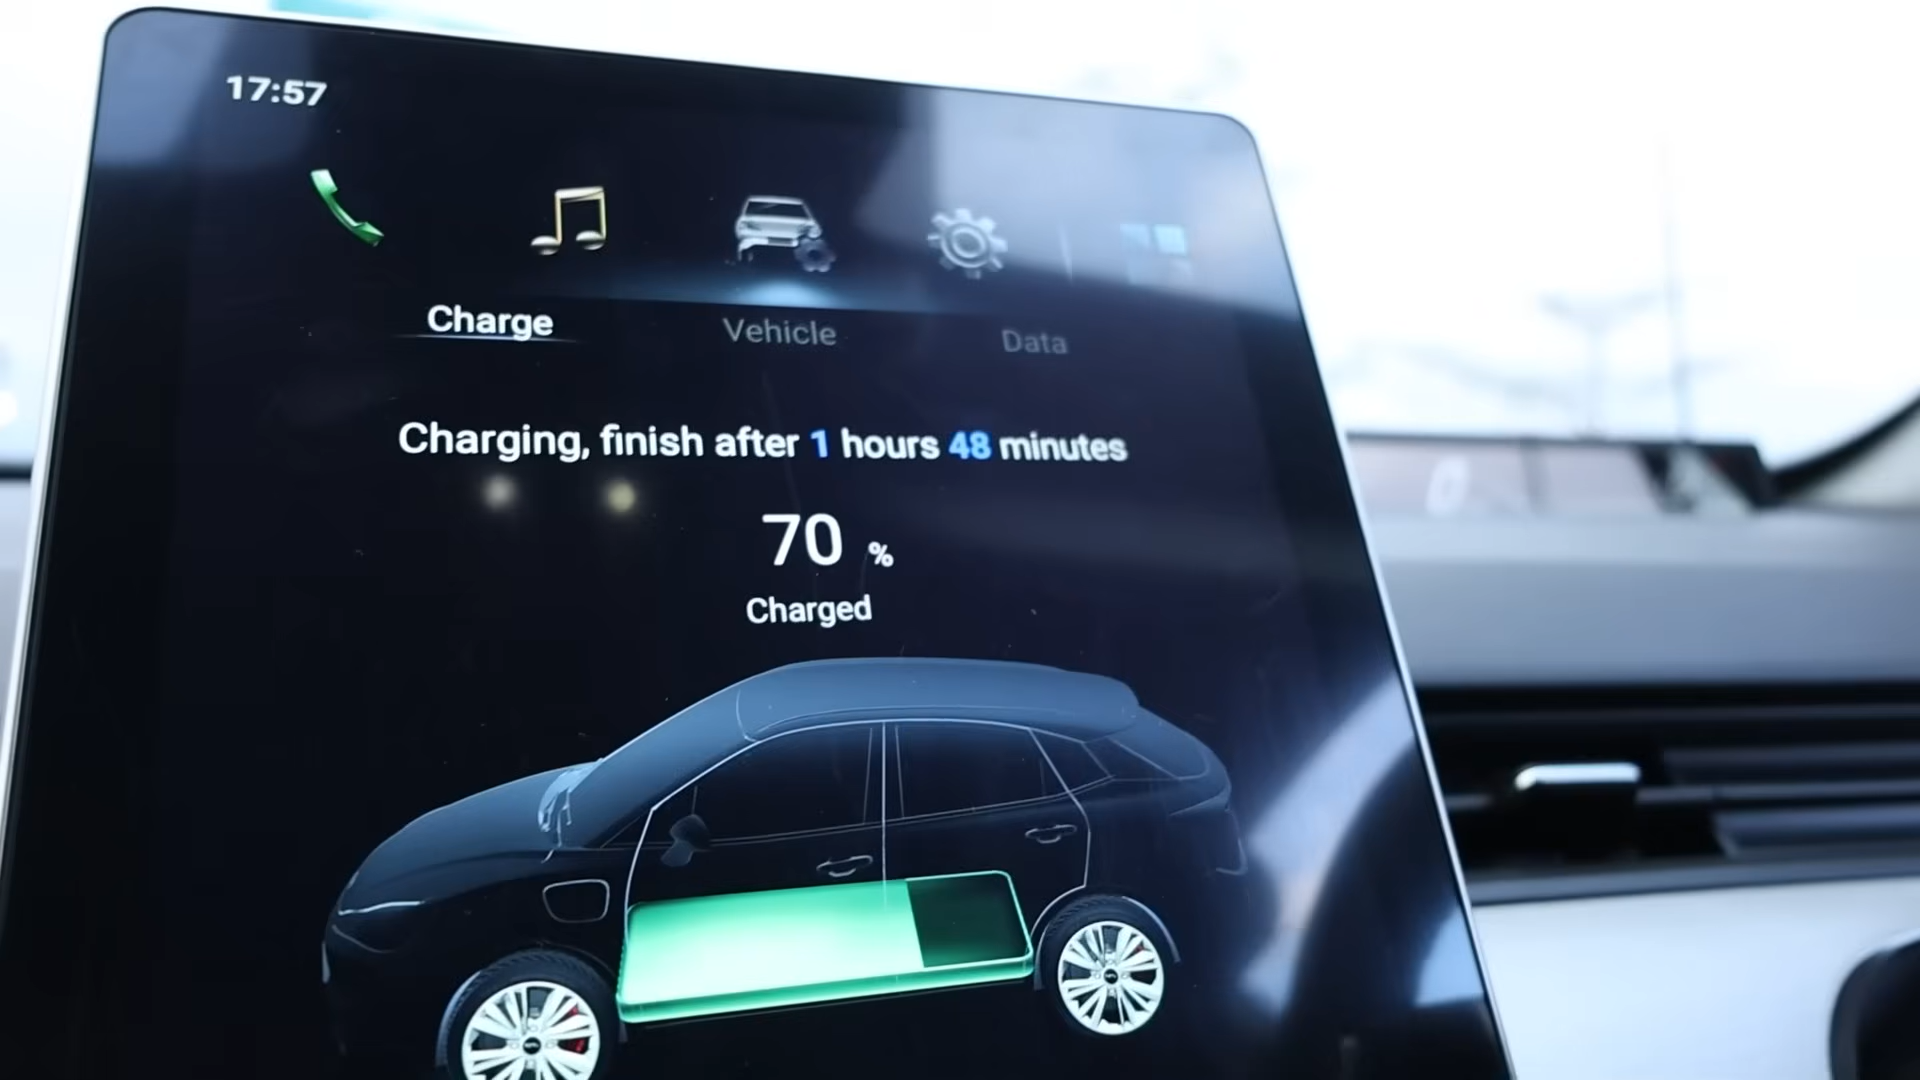 17:57
Charge Vehicle Data
Charging, finish after 1 hours 48 minutes
70 %
Charged